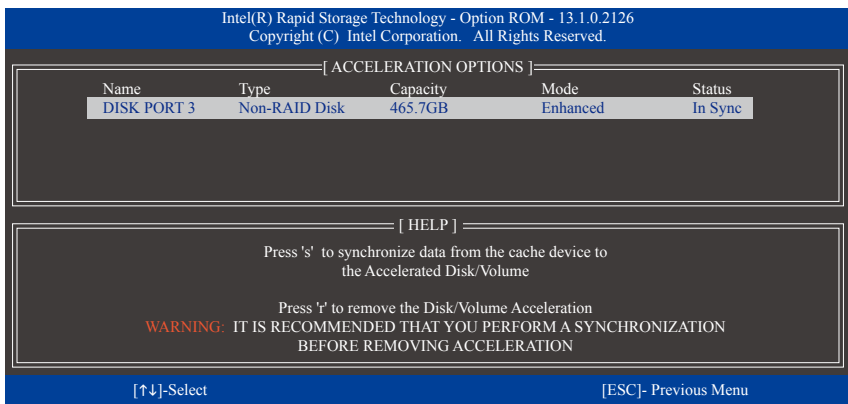 Intel(R) Rapid Storage Technology - Option ROM - 13.1.0.2126
Copyright (C) Intel Corporation. All Rights Reserved.
[ ACCELERATION OPTIONS ]
Name Type Capacity Mode Status
DISK PORT 3 Non-RAID Disk 465.7GB Enhanced In Sync
[ HELP ]
Press 's' to synchronize data from the cache device to
the Accelerated Disk/Volume
Press 'r' to remove the Disk/Volume Acceleration
WARNING: IT IS RECOMMENDED THAT YOU PERFORM A SYNCHRONIZATION
BEFORE REMOVING ACCELERATION
[↑↓]-Select [ESC]- Previous Menu